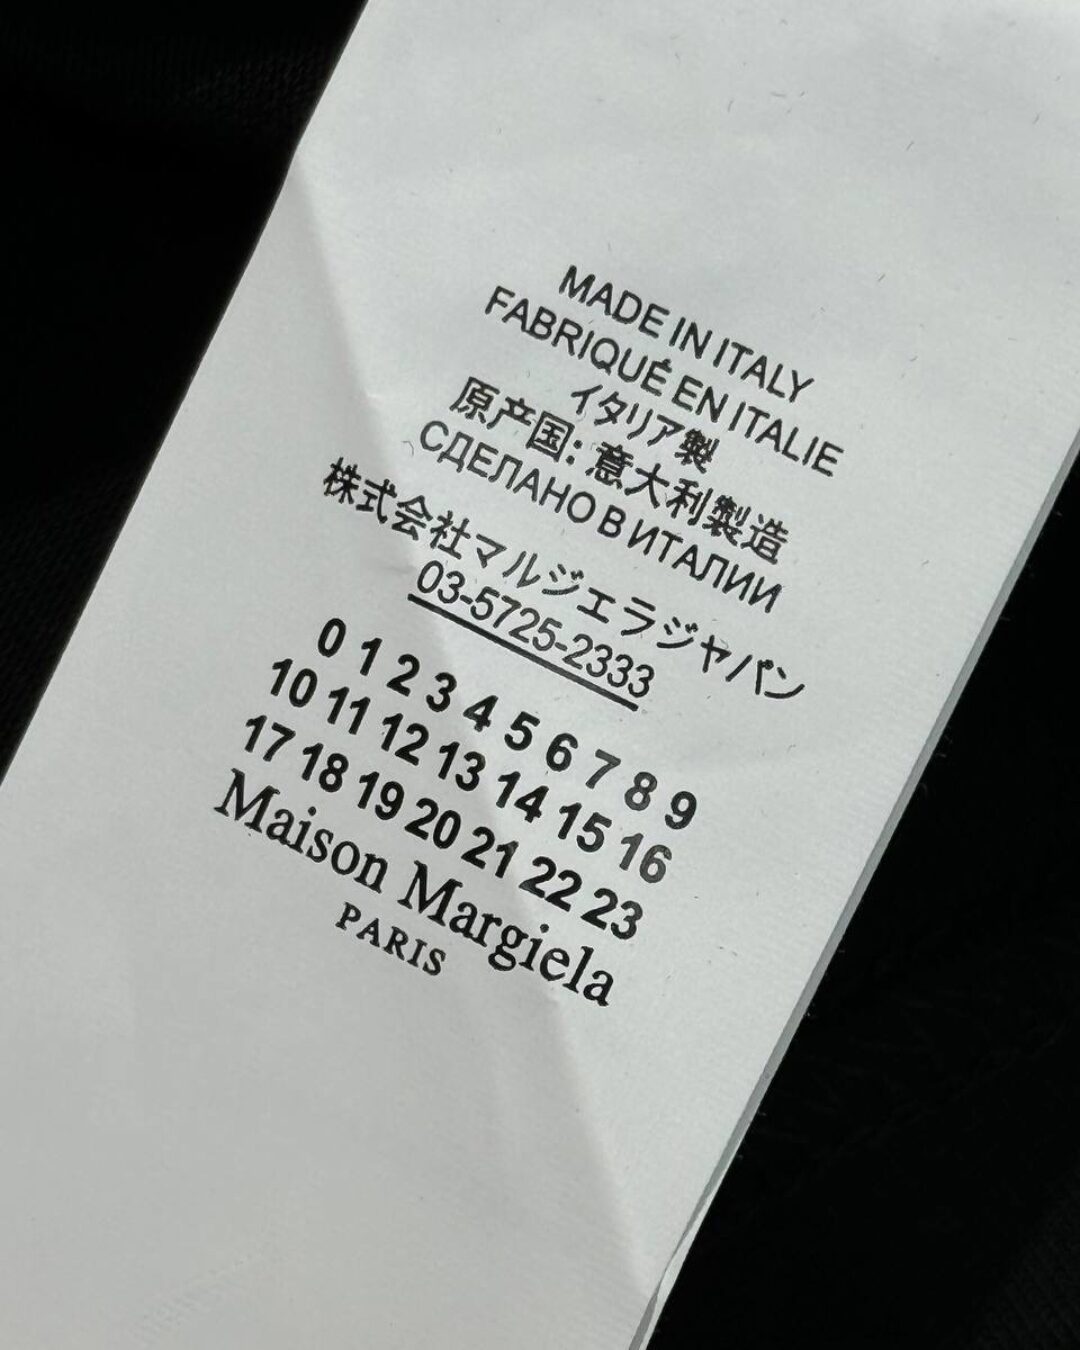 MADE IN ITALY
FABRIQUÉ EN ITALIE
イタリア製
原产国: 意大利製造
СДЕЛАНО В ИТАЛИИ
株式会社マルジェラジャパン
03-5725-2333
0 1 2 3 4 5 6 7 8 9
10 11 12 13 14 15 16
17 18 19 20 21 22 23
Maison Margiela
PARIS